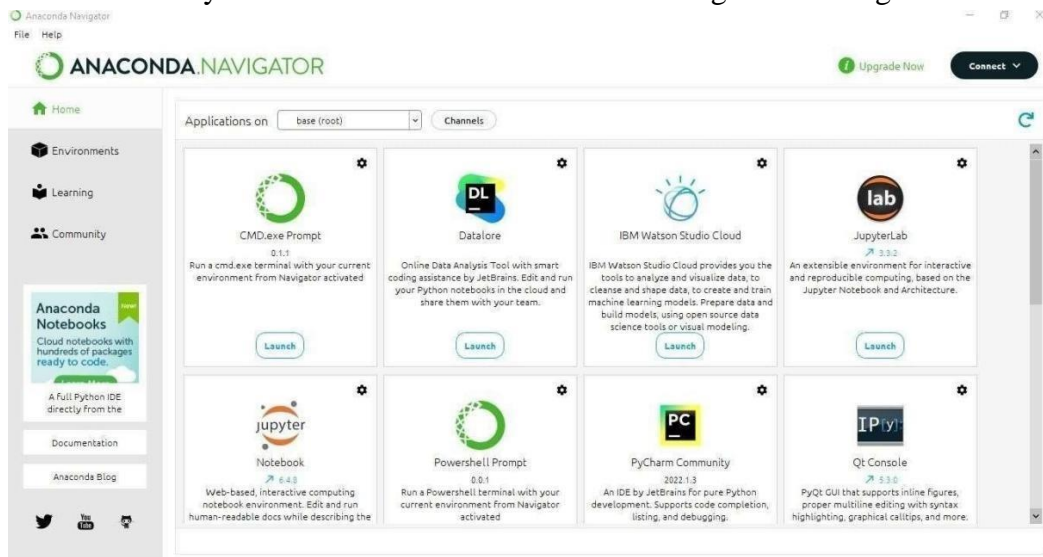 Anaconda Navigator
File Help
ANACONDA.NAVIGATOR
Upgrade Now
Connect
Home
Environments
Learning
Community
Anaconda
Notebooks
new!
Cloud notebooks with
hundreds of packages
ready to code.
A Full Python IDE
directly from the
Documentation
Anaconda Blog
You
Tube
Applications on base (root) Channels
CMD.exe Prompt
0.1.1
Run a cmd.exe terminal with your current
environment from Navigator activated
Launch
DL
Datalore
Online Data Analysis Tool with smart
coding assistance by JetBrains. Edit and run
your Python notebooks in the cloud and
share them with your team.
Launch
IBM Watson Studio Cloud
IBM Watson Studio Cloud provides you the
tools to analyze and visualize data, to
cleanse and shape data, to create and train
machine learning models. Prepare data and
build models, using open source data
science tools or visual modeling.
Launch
lab
JupyterLab
3.3.2
An extensible environment for interactive
and reproducible computing, based on the
Jupyter Notebook and Architecture.
Launch
jupyter
Notebook
6.4.8
Web-based, interactive computing
notebook environment. Edit and run
human-readable docs while describing the
Powershell Prompt
0.0.1
Run a Powershell terminal with your
current environment from Navigator
activated
PC
PyCharm Community
2022.1.3
An IDE by JetBrains for pure Python
development. Supports code completion,
listing, and debugging.
IP[y]:
Qt Console
5.3.0
PyQt GUI that supports inline figures,
proper multiline editing with syntax
highlighting, graphical calltips, and more.